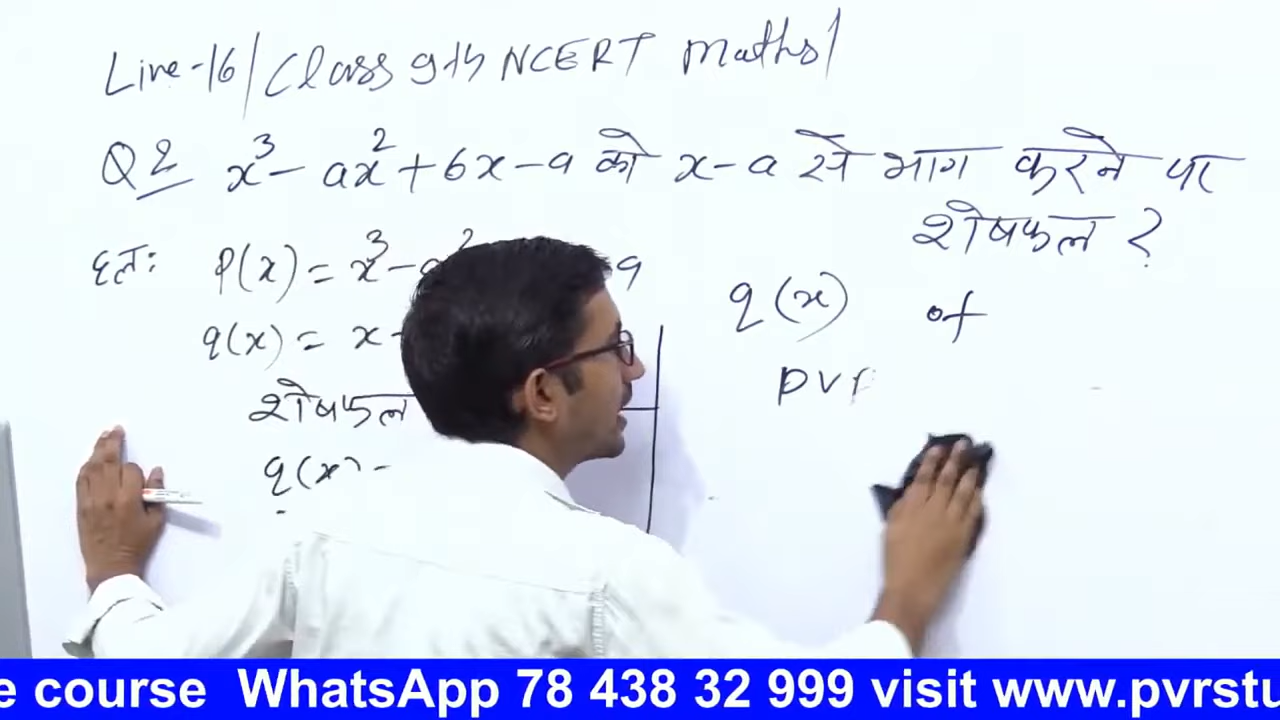 Live-16/Class 9th NCERT Maths/
Q2 x³-ax²+6x-a को x-a से भाग करने पर
शेषफल ?
हल: P(x) = x³-a ² a
q(x) = x-
शेषफल
q(x) =
q(x) of
e course WhatsApp 78 438 32 999 visit www.pvrstu